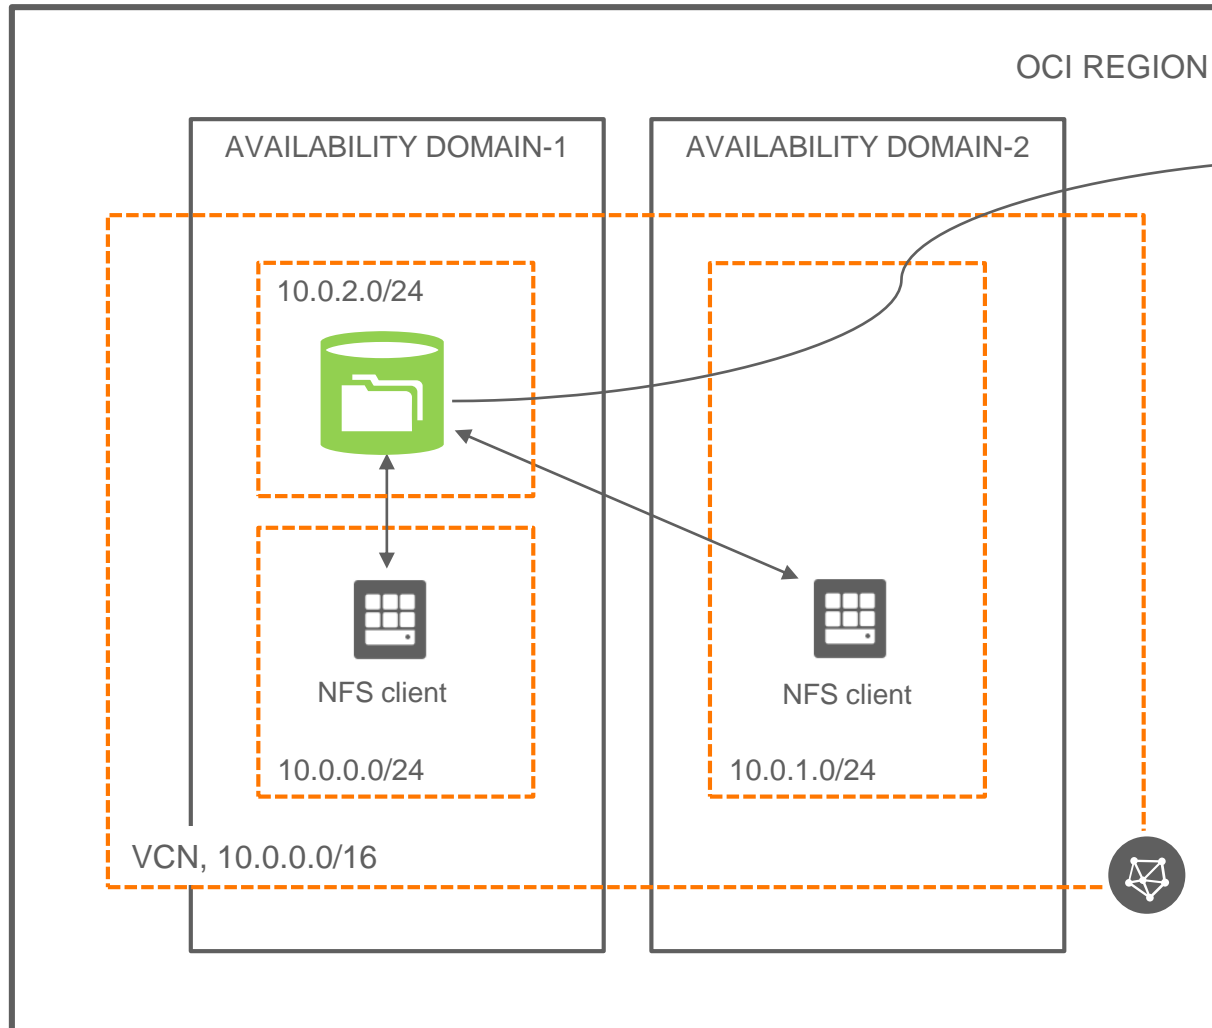 OCI REGION
AVAILABILITY DOMAIN-1
AVAILABILITY DOMAIN-2
10.0.2.0/24
NFS client
NFS client
10.0.0.0/24
10.0.1.0/24
VCN, 10.0.0.0/16